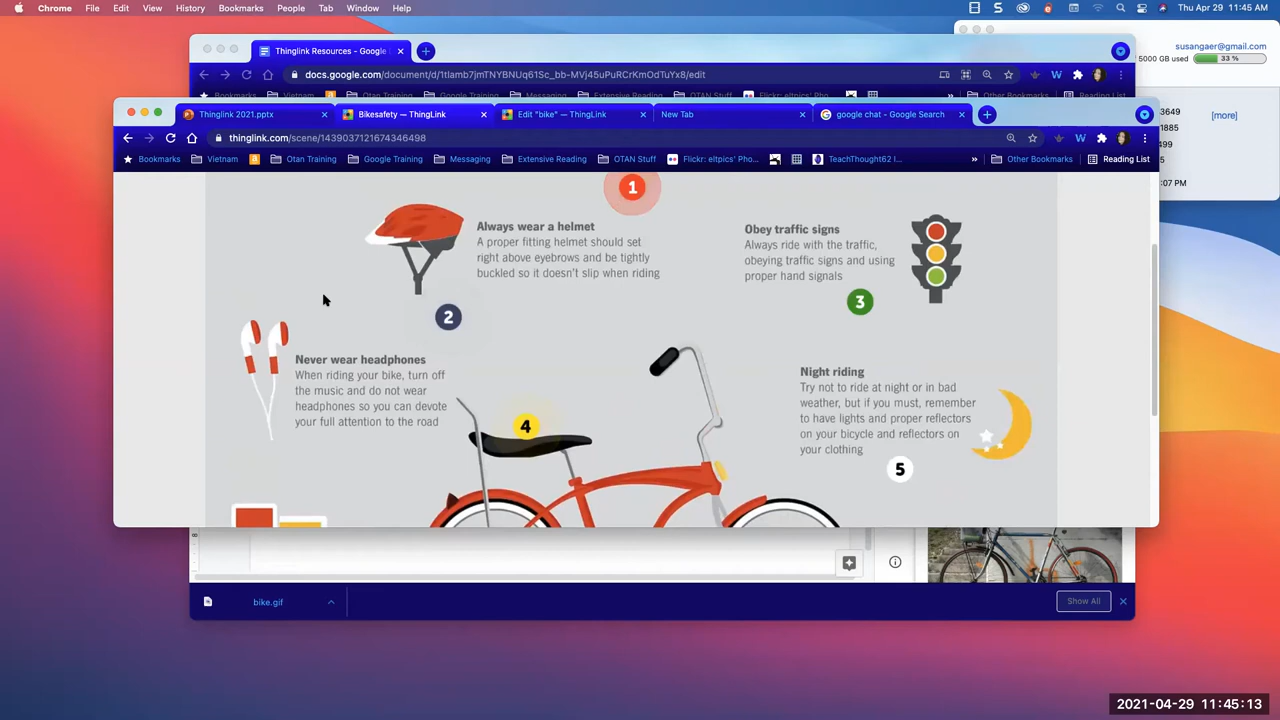 Chrome File Edit View History Bookmarks People Tab Window Help
Thu Apr 29 11:45 AM
susangaer@gmail.com
5000 GB used 33 %
Thinglink Resources - Google
docs.google.com/document/d/1tlamb7jmTNYBNUq61Sc_bb-MVj45uPuRCrKmOdTuYx8/edit
3649
[more]
1885
499
5
:07 PM
Thinglink 2021.pptx
Bikesafety — ThingLink
Edit "bike" — ThingLink
New Tab
google chat - Google Search
thinglink.com/scene/1439037121674346498
Bookmarks Vietnam Otan Training Google Training Messaging Extensive Reading OTAN Stuff Flickr: eltpics' Pho... TeachThought62 I... » Other Bookmarks Reading List
1
Always wear a helmet
A proper fitting helmet should set
right above eyebrows and be tightly
buckled so it doesn't slip when riding
2
Obey traffic signs
Always ride with the traffic,
obeying traffic signs and using
proper hand signals
3
Never wear headphones
When riding your bike, turn off
the music and do not wear
headphones so you can devote
your full attention to the road
4
Night riding
Try not to ride at night or in bad
weather, but if you must, remember
to have lights and proper reflectors
on your bicycle and reflectors on
your clothing
5
bike.gif
Show All
2021-04-29 11:45:13